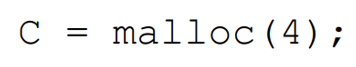 C = malloc(4);